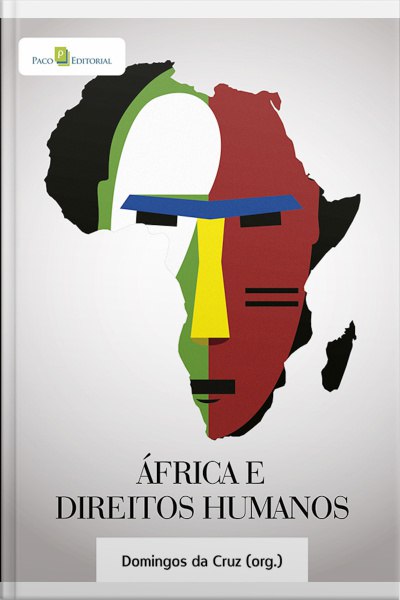 PACO EDITORIAL
ÁFRICA E
DIREITOS HUMANOS
Domingos da Cruz (org.)